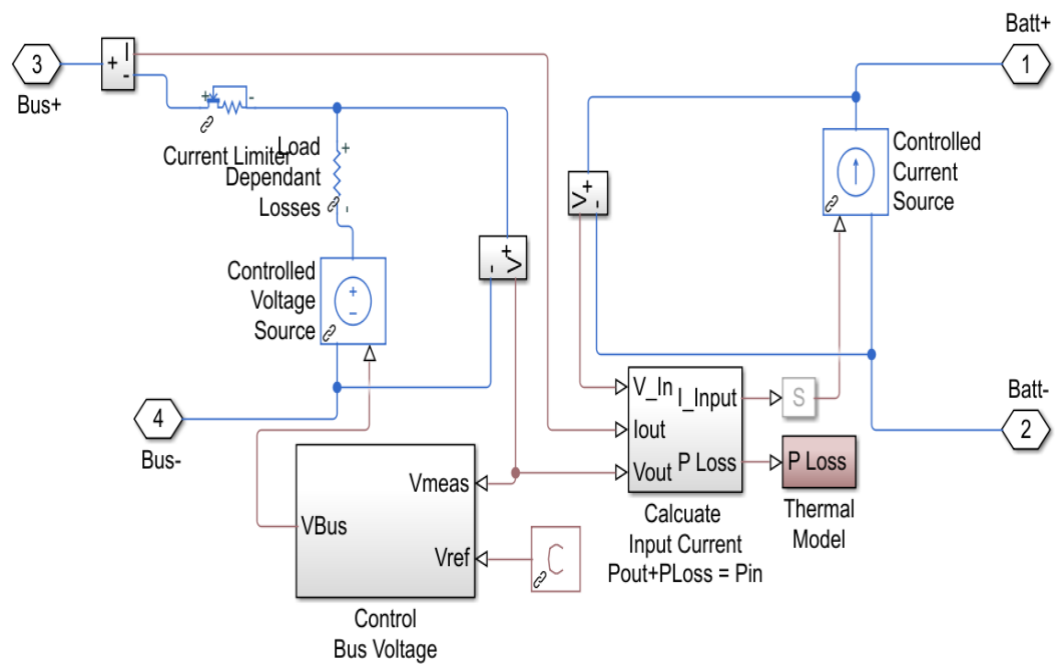 Batt+
3
1
Bus+
+ I
-
+ -
Current Limiter
Load
Dependant
Losses
+
-
Controlled
Current
Source
V + -
- + V
Controlled
Voltage
Source
+
-
V_In
I_Input
Iout
P Loss
Vout
S
P Loss
Thermal
Model
Batt-
2
4
Bus-
Calcuate
Input Current
Pout+PLoss = Pin
Vmeas
VBus
Vref
C
Control
Bus Voltage